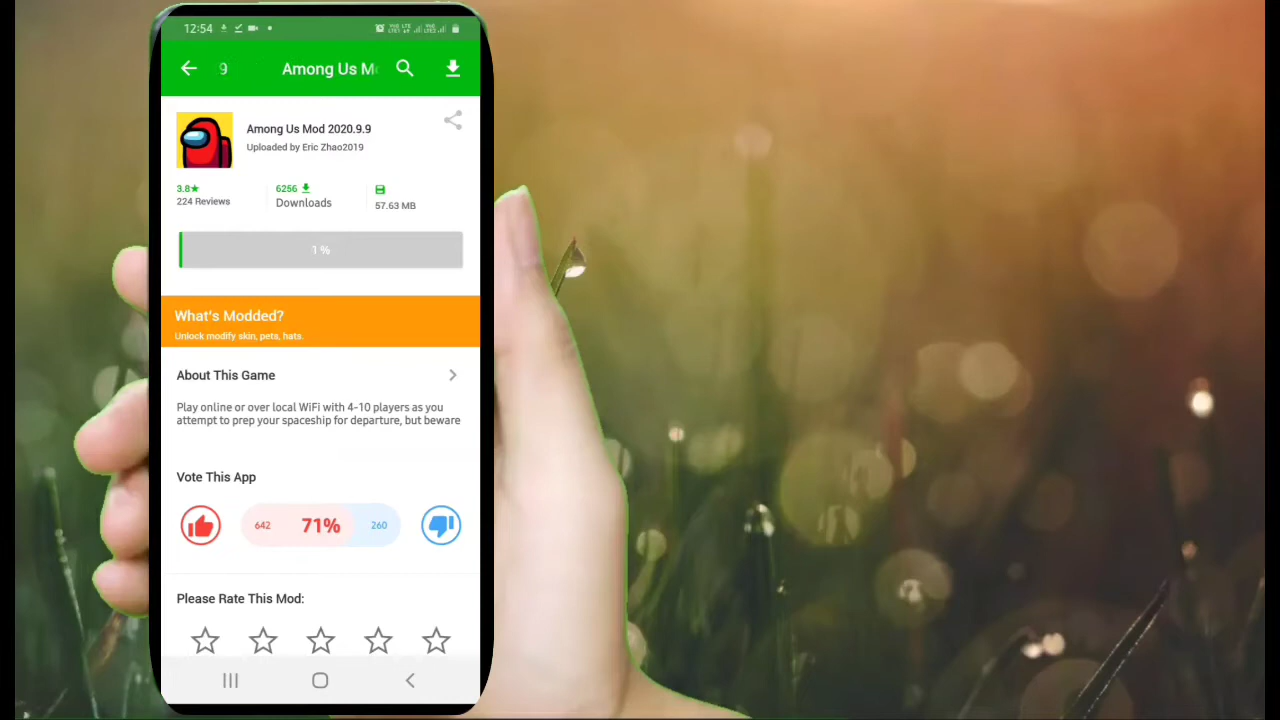 12:54
9 Among Us M
Among Us Mod 2020.9.9
Uploaded by Eric Zhao2019
3.8★
224 Reviews
6256
Downloads
57.63 MB
1 %
What's Modded?
Unlock modify skin, pets, hats.
About This Game
Play online or over local WiFi with 4-10 players as you
attempt to prep your spaceship for departure, but beware
Vote This App
642 71% 260
Please Rate This Mod: